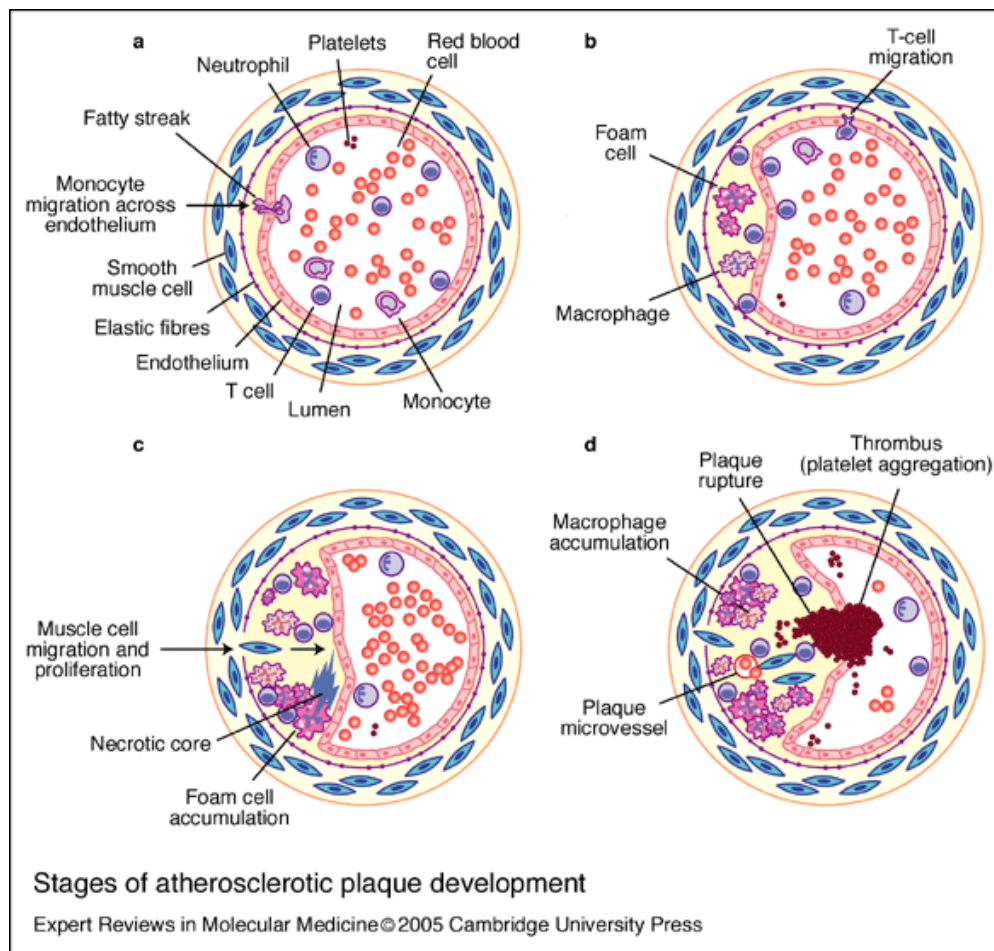 a
Platelets
Red blood
cell
Neutrophil
Fatty streak
Monocyte
migration across
endothelium
Smooth
muscle cell
Elastic fibres
Endothelium
T cell
Lumen
Monocyte
b
T-cell
migration
Foam
cell
Macrophage
c
Muscle cell
migration and
proliferation
Necrotic core
Foam cell
accumulation
d
Thrombus
(platelet aggregation)
Plaque
rupture
Macrophage
accumulation
Plaque
microvessel
Stages of atherosclerotic plaque development
Expert Reviews in Molecular Medicine©2005 Cambridge University Press